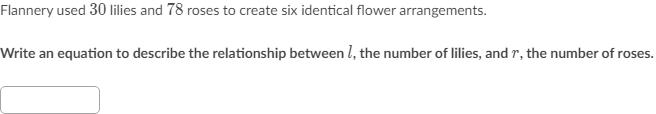 Flannery used 30 lilies and 78 roses to create six identical flower arrangements.
Write an equation to describe the relationship between l, the number of lilies, and r, the number of roses.